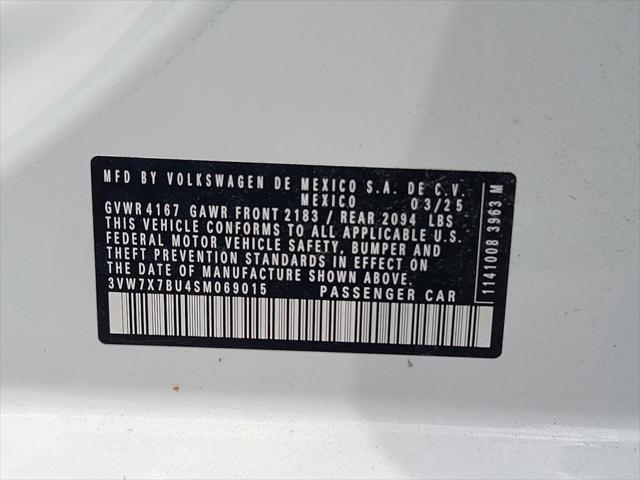 MFD BY VOLKSWAGEN DE MEXICO S.A. DE C.V.
MEXICO 03/25
GVWR 4167 GAWR FRONT 2183 / REAR 2094 LBS
THIS VEHICLE CONFORMS TO ALL APPLICABLE U.S.
FEDERAL MOTOR VEHICLE SAFETY, BUMPER AND
THEFT PREVENTION STANDARDS IN EFFECT ON
THE DATE OF MANUFACTURE SHOWN ABOVE.
3VW7X7BU4SM069015 PASSENGER CAR
1141008 3963 M